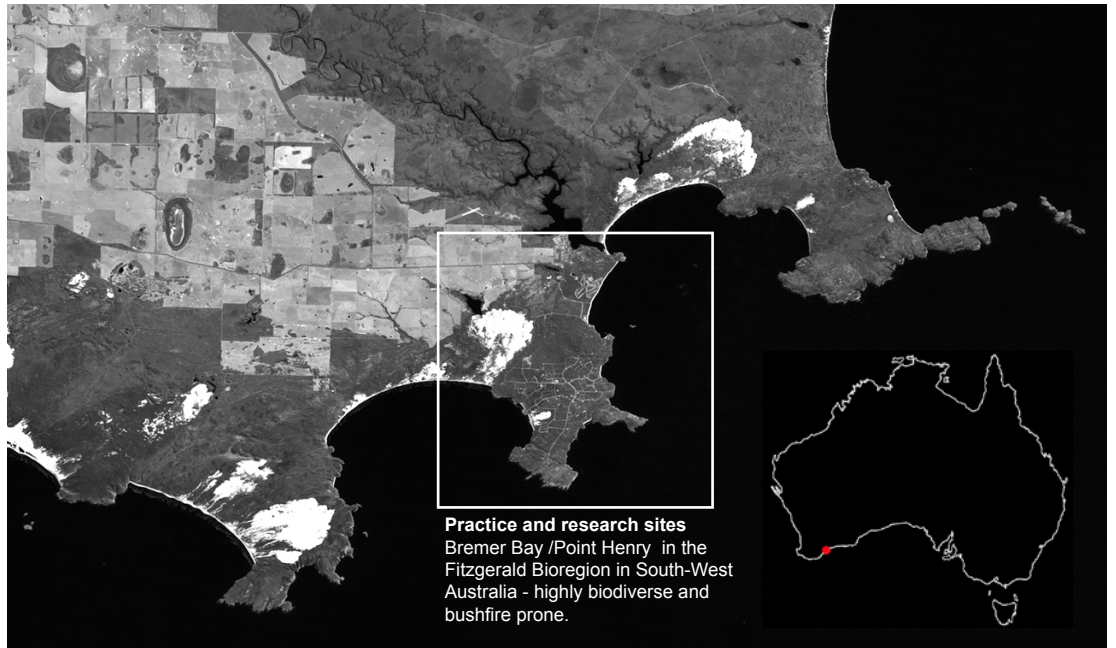 Practice and research sites
Bremer Bay /Point Henry  in the
Fitzgerald Bioregion in South-West
Australia - highly biodiverse and
bushfire prone.